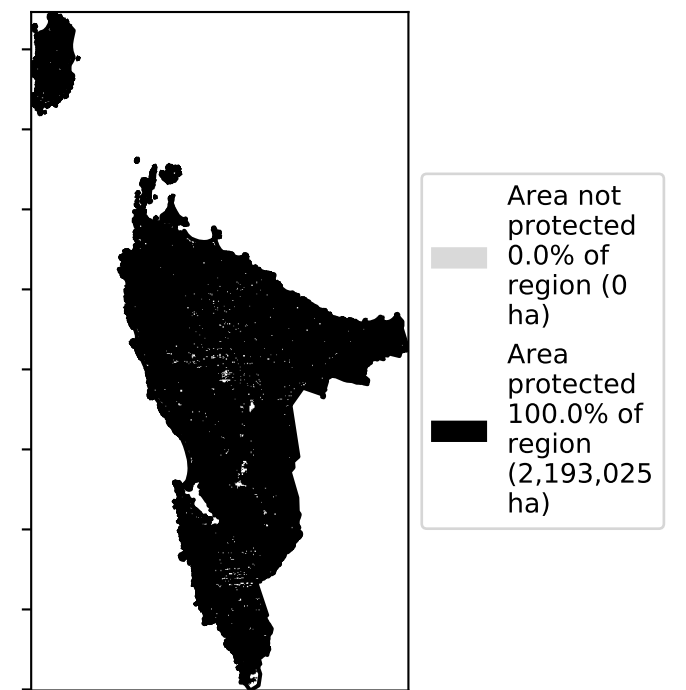 Area not
protected
0.0% of
region (0
ha)
Area
protected
100.0% of
region
(2,193,025
ha)